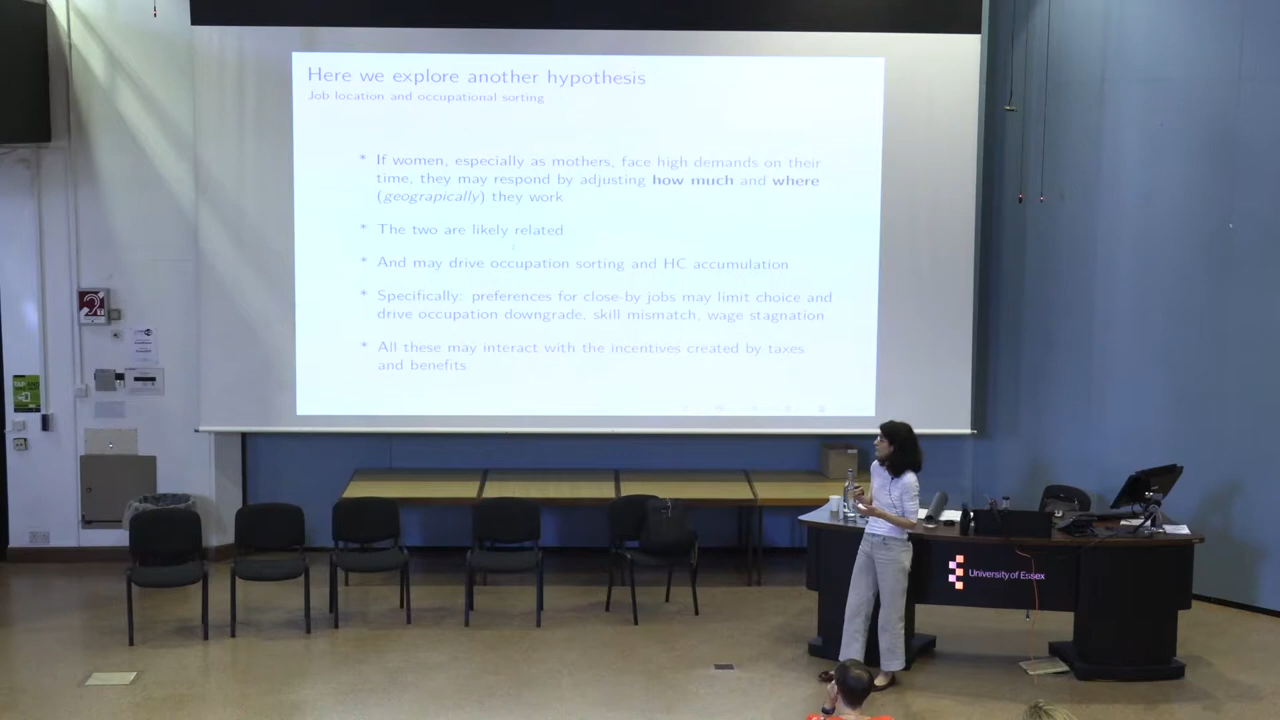 Here we explore another hypothesis
Job location and occupational sorting
* If women, especially as mothers, face high demands on their
time, they may respond by adjusting how much and where
(geograpically) they work
* The two are likely related
* And may drive occupation sorting and HC accumulation
* Specifically: preferences for close-by jobs may limit choice and
drive occupation downgrade, skill mismatch, wage stagnation
* All these may interact with the incentives created by taxes
and benefits
University of Essex